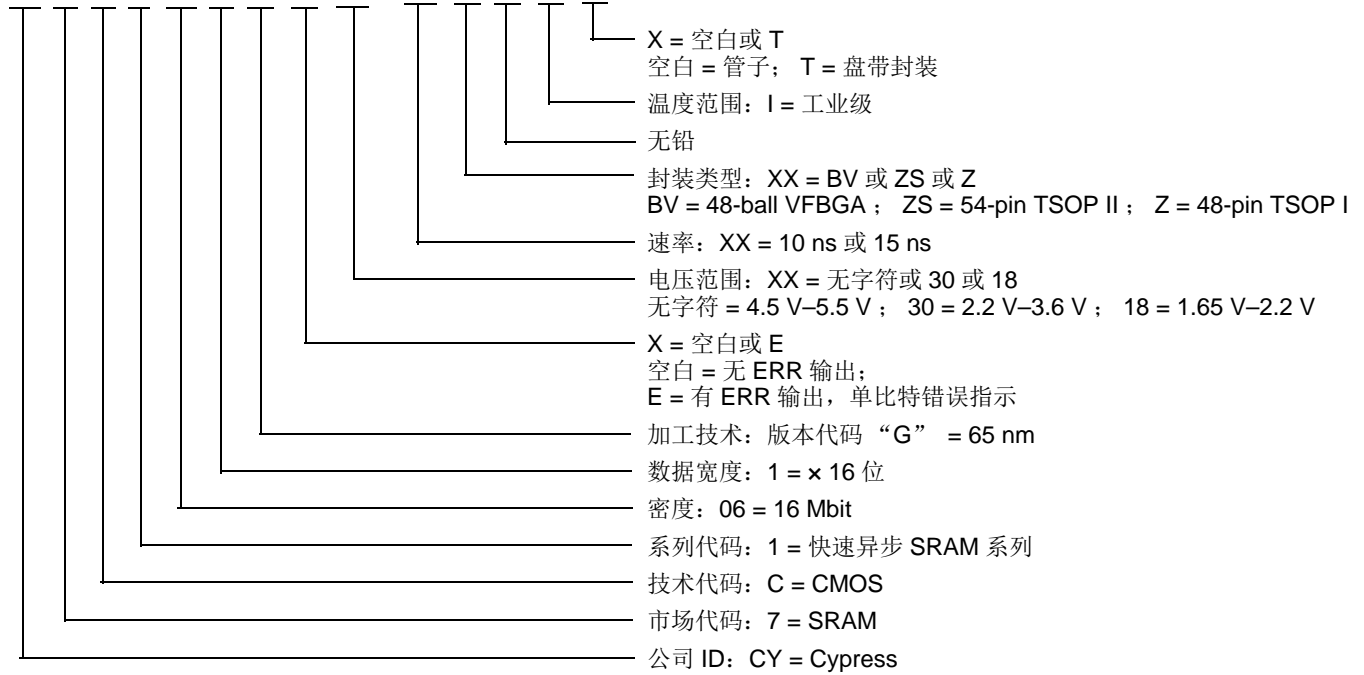 X = 空白或 T
空白 = 管子； T = 盘带封装
温度范围：I = 工业级
无铅
封装类型：XX = BV 或 ZS 或 Z
BV = 48-ball VFBGA ； ZS = 54-pin TSOP II ； Z = 48-pin TSOP I
速率：XX = 10 ns 或 15 ns
电压范围：XX = 无字符或 30 或 18
无字符 = 4.5 V–5.5 V ； 30 = 2.2 V–3.6 V ； 18 = 1.65 V–2.2 V
X = 空白或 E
空白 = 无 ERR 输出；
E = 有 ERR 输出，单比特错误指示
加工技术：版本代码 “G” = 65 nm
数据宽度：1 = × 16 位
密度：06 = 16 Mbit
系列代码：1 = 快速异步 SRAM 系列
技术代码：C = CMOS
市场代码：7 = SRAM
公司 ID：CY = Cypress